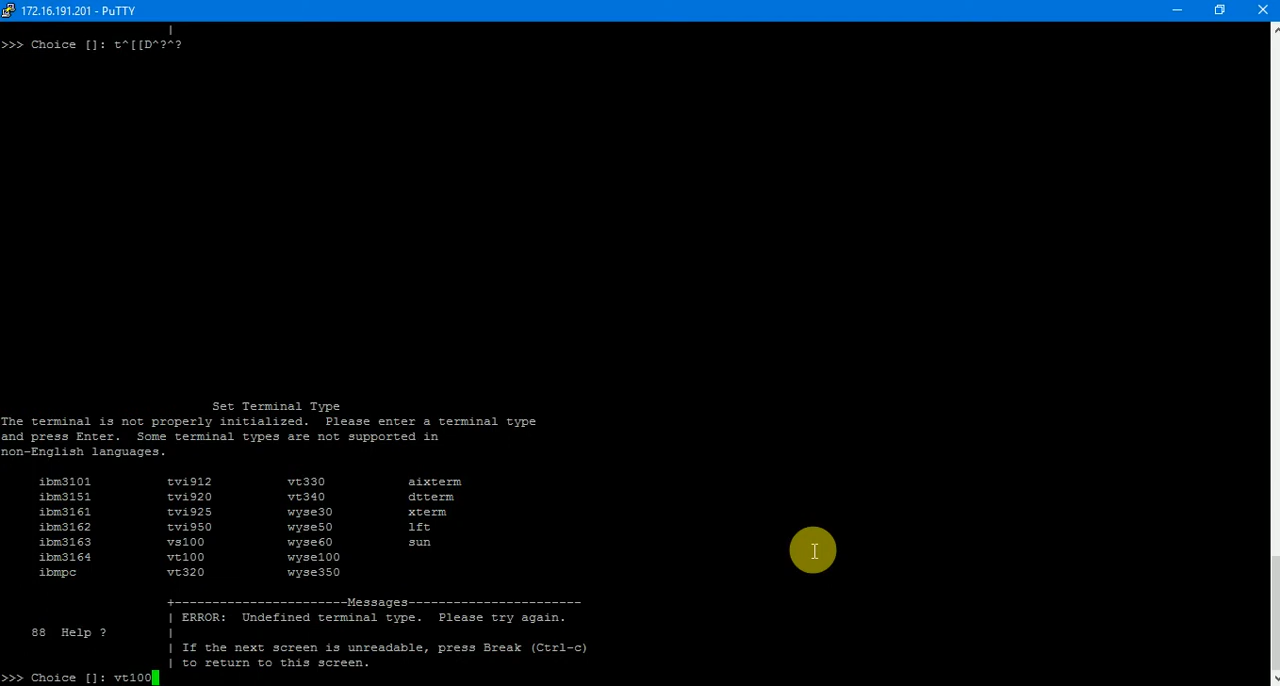 172.16.191.201 - PuTTY
|
>>> Choice []: t^[[D^?^?
Set Terminal Type
The terminal is not properly initialized.  Please enter a terminal type
and press Enter.  Some terminal types are not supported in
non-English languages.
ibm3101 tvi912 vt330 aixterm
ibm3151 tvi920 vt340 dtterm
ibm3161 tvi925 wyse30 xterm
ibm3162 tvi950 wyse50 lft
ibm3163 vs100 wyse60 sun
ibm3164 vt100 wyse100
ibmpc vt320 wyse350
+-----------------------Messages-----------------------
| ERROR:  Undefined terminal type.  Please try again.
88  Help ? |
| If the next screen is unreadable, press Break (Ctrl-c)
| to return to this screen.
>>> Choice []: vt100